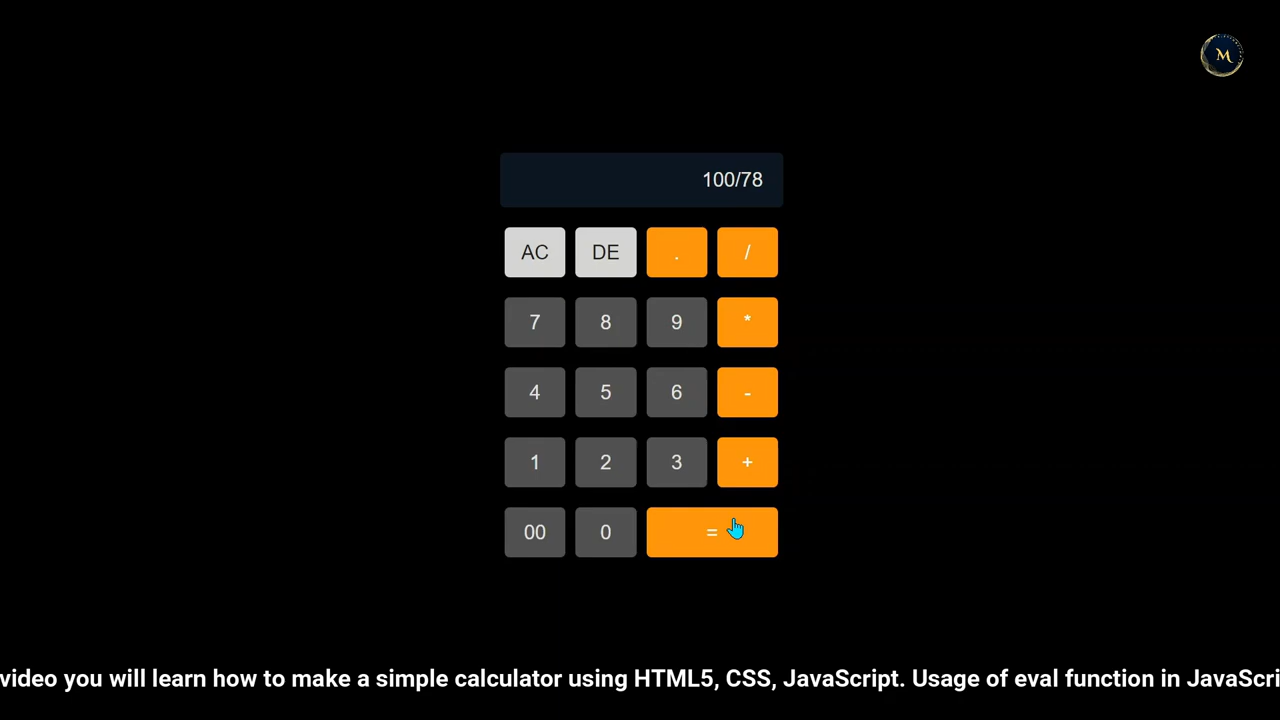 M
100/78
AC DE . /
7 8 9 *
4 5 6 -
1 2 3 +
00 0 =
video you will learn how to make a simple calculator using HTML5, CSS, JavaScript. Usage of eval function in JavaScri